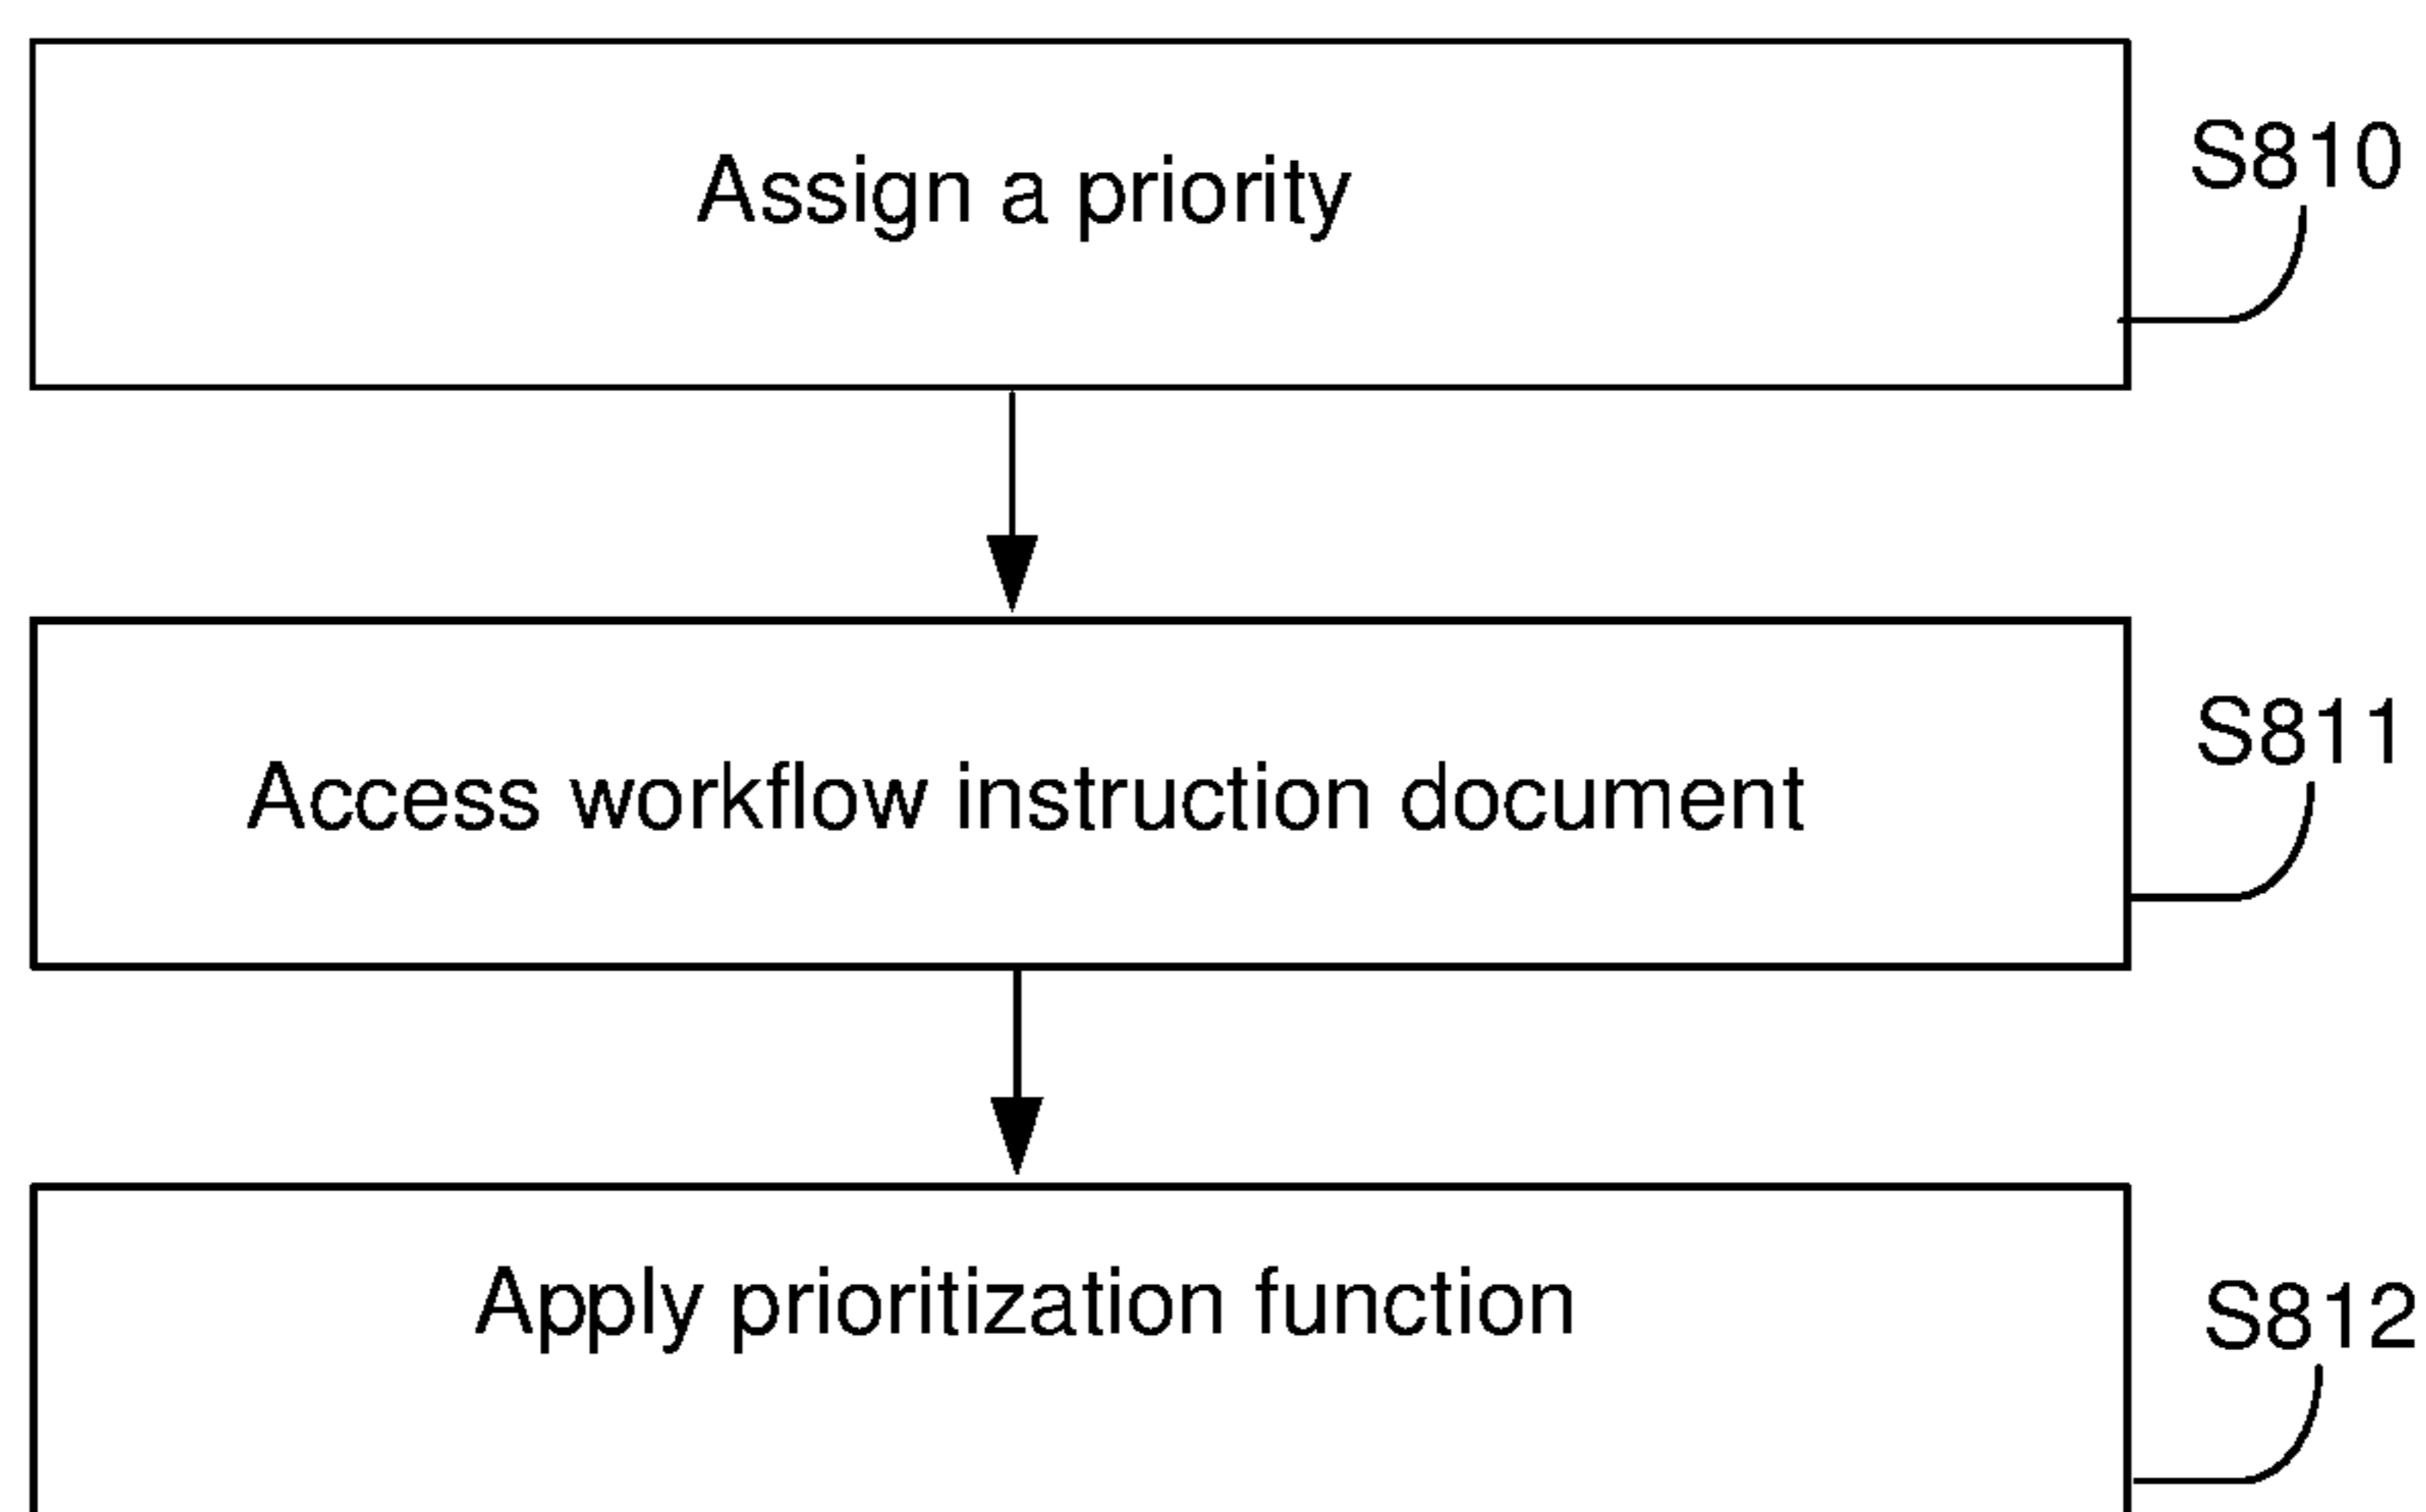 Assign a priority
S810
Access workflow instruction document
S811
Apply prioritization function
S812